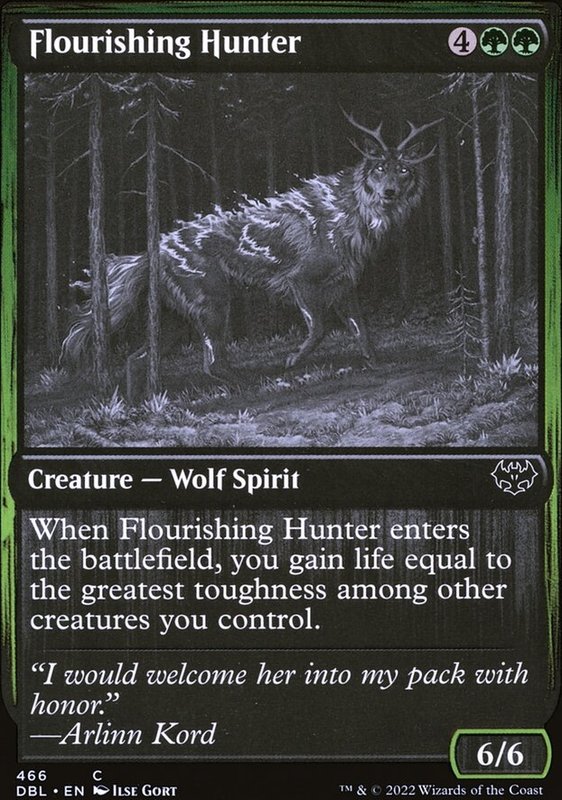 Flourishing Hunter 4
Creature — Wolf Spirit
When Flourishing Hunter enters
the battlefield, you gain life equal to
the greatest toughness among other
creatures you control.
“I would welcome her into my pack with
honor.”
—Arlinn Kord
6/6
466 C
DBL • EN ILSE GORT
™ & © 2022 Wizards of the Coast